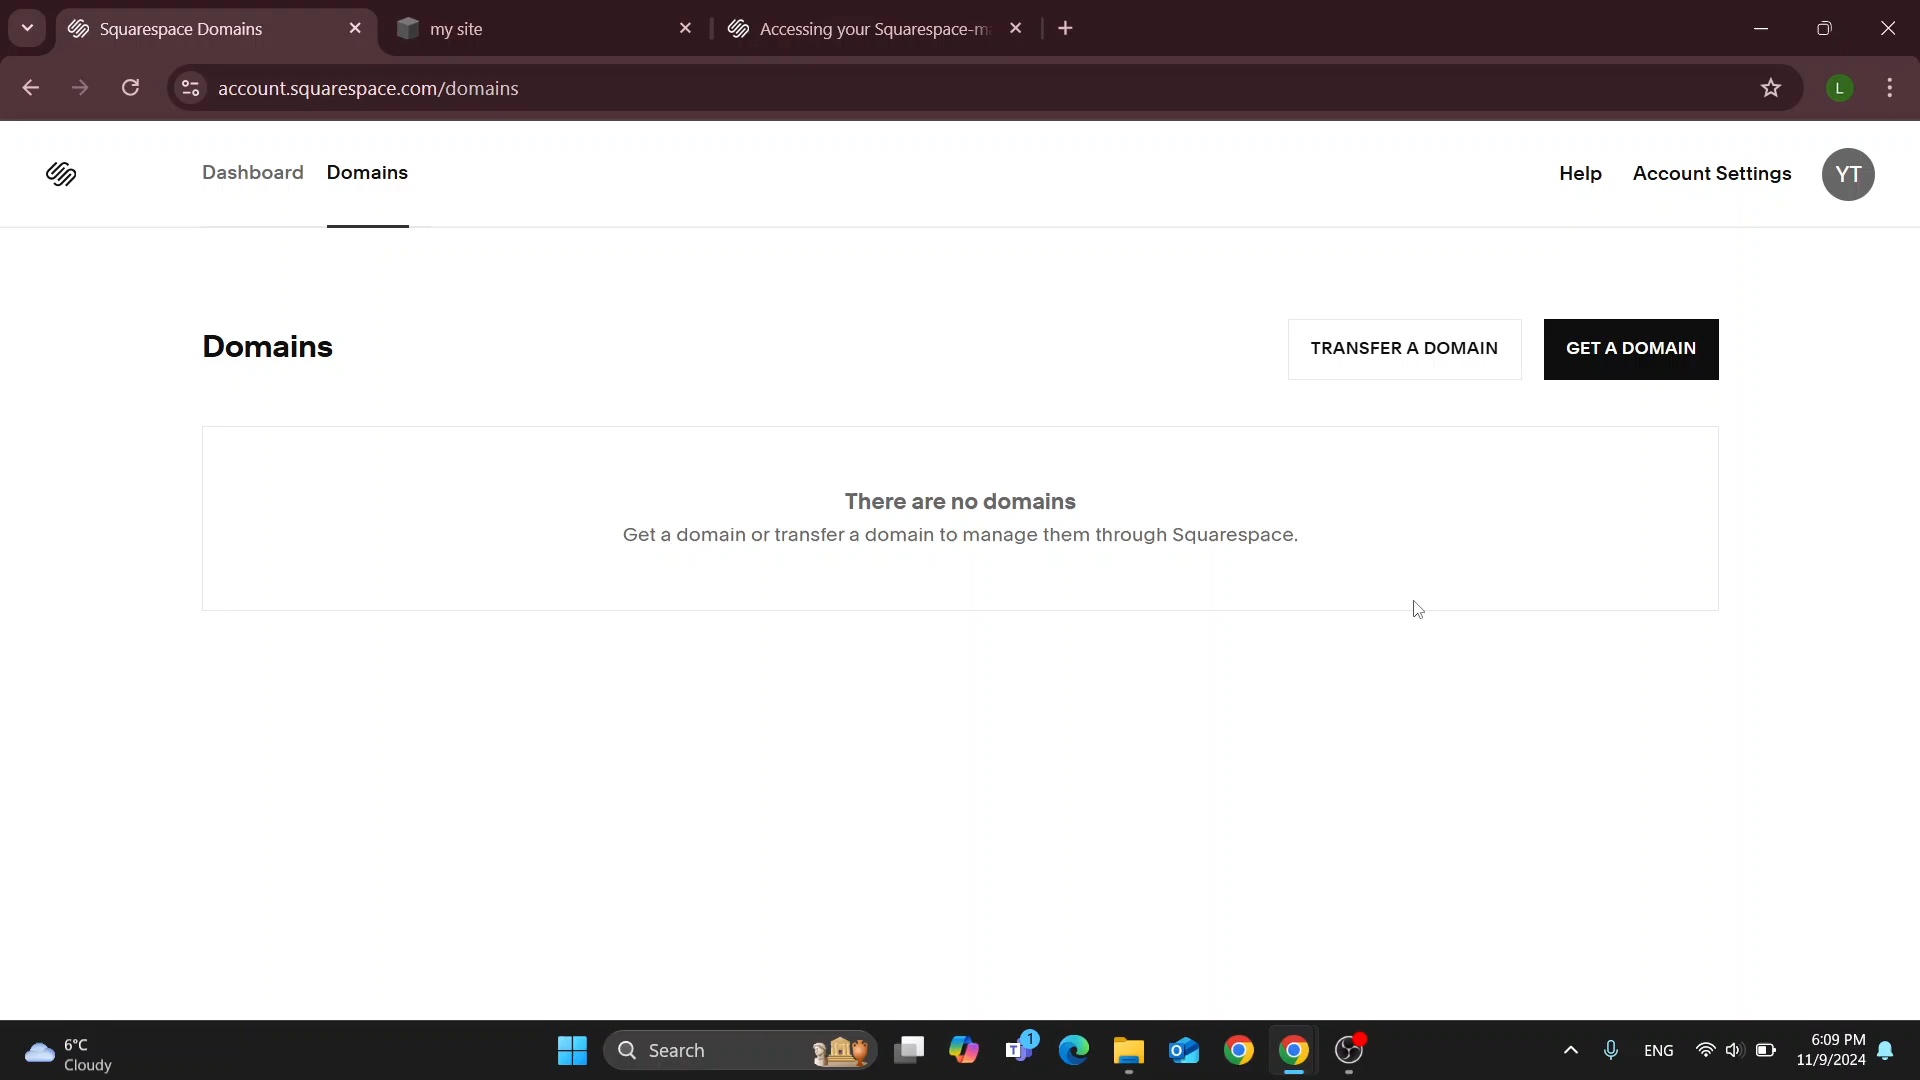 Squarespace Domains
my site
Accessing your Squarespace-m
account.squarespace.com/domains
L
Dashboard
Domains
Help
Account Settings
YT
Domains
TRANSFER A DOMAIN
GET A DOMAIN
There are no domains
Get a domain or transfer a domain to manage them through Squarespace.
6°C
Cloudy
Search
1
ENG
6:09 PM
11/9/2024